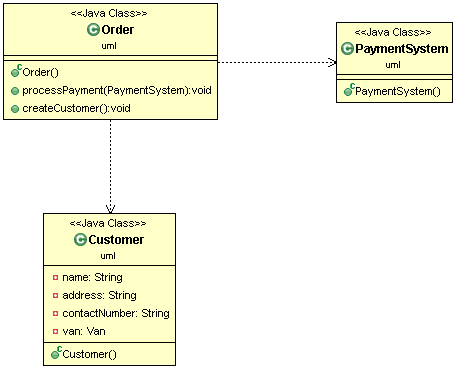 <<Java Class>>
Order
uml
Order()
processPayment(PaymentSystem):void
createCustomer():void
<<Java Class>>
PaymentSystem
uml
PaymentSystem()
<<Java Class>>
Customer
uml
name: String
address: String
contactNumber: String
van: Van
Customer()